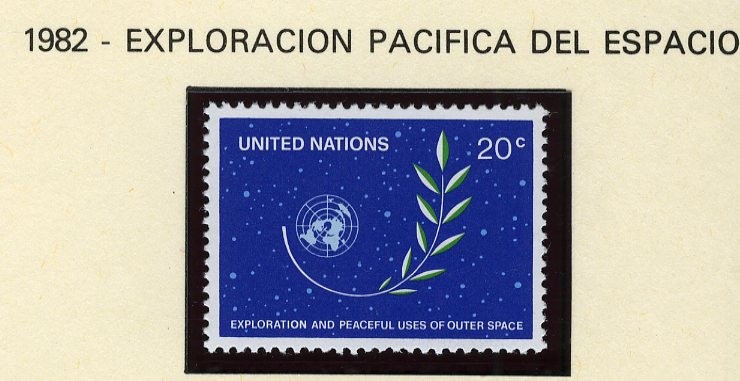 1982 - EXPLORACION PACIFICA DEL ESPACIO
UNITED NATIONS 20c
EXPLORATION AND PEACEFUL USES OF OUTER SPACE